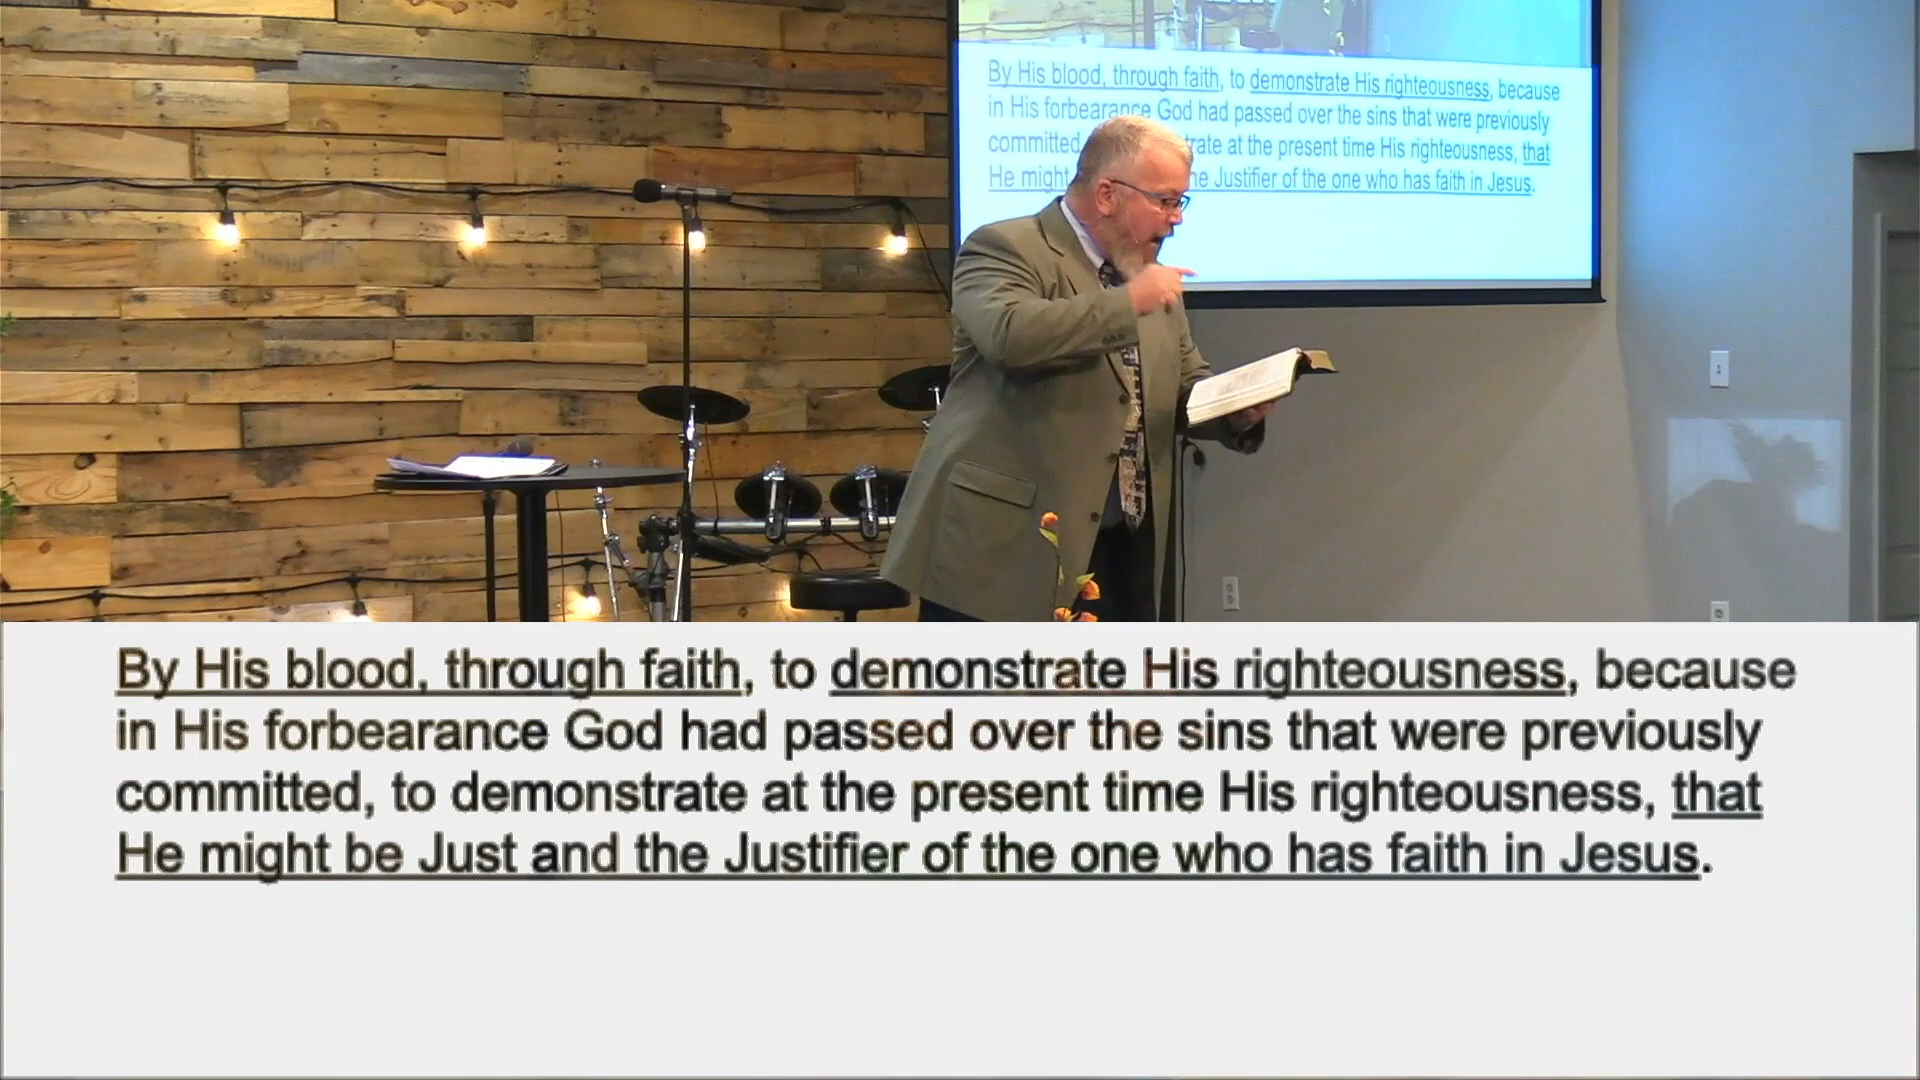 By His blood, through faith, to demonstrate His righteousness, because
in His forbearance God had passed over the sins that were previously
committed, rate at the present time His righteousness, that
He might he Justifier of the one who has faith in Jesus.
By His blood, through faith, to demonstrate His righteousness, because
in His forbearance God had passed over the sins that were previously
committed, to demonstrate at the present time His righteousness, that
He might be Just and the Justifier of the one who has faith in Jesus.